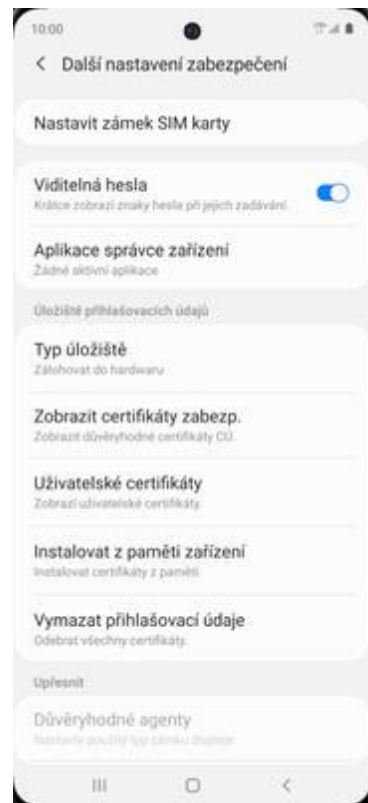 10:00
Další nastavení zabezpečení
Nastavit zámek SIM karty
Viditelná hesla
Krátce zobrazí znaky hesla při jejich zadávání.
Aplikace správce zařízení
Žádné aktivní aplikace
Úložiště přihlašovacích údajů
Typ úložiště
Zálohovat do hardwaru
Zobrazit certifikáty zabezp.
Zobrazit důvěryhodné certifikáty CÚ.
Uživatelské certifikáty
Zobrazí uživatelské certifikáty.
Instalovat z paměti zařízení
Instalovat certifikáty z paměti.
Vymazat přihlašovací údaje
Odebrat všechny certifikáty.
Upřesnit
Důvěryhodné agenty